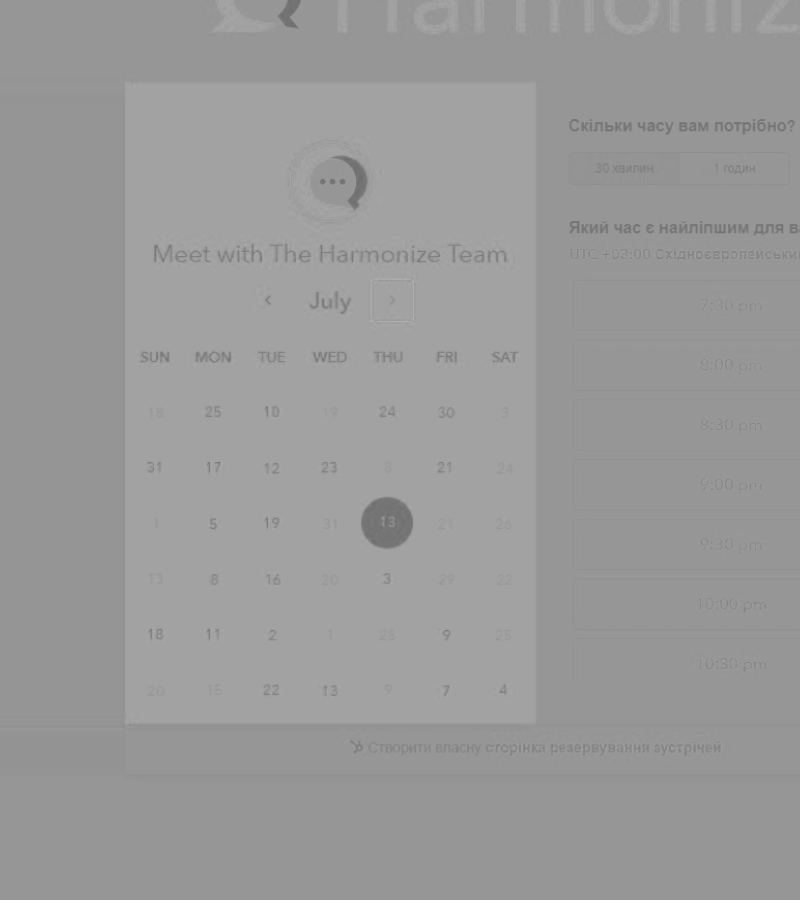 Harmoniz
Скільки часу вам потрібно?
30 хвилин 1 годин
Meet with The Harmonize Team
Який час є найліпшим для в
UTC +03:00 Східноєвропейськи
‹ July ›
7:30 pm
SUN MON TUE WED THU FRI SAT
8:00 pm
18 25 10 19 24 30 3
8:30 pm
31 17 12 23 8 21 24
9:00 pm
1 5 19 31 13 21 26
9:30 pm
13 8 16 20 3 29 22
10:00 pm
18 11 2 1 25 9 25
10:30 pm
20 15 22 13 9 7 4
Створити власну сторінка резервування зустрічей